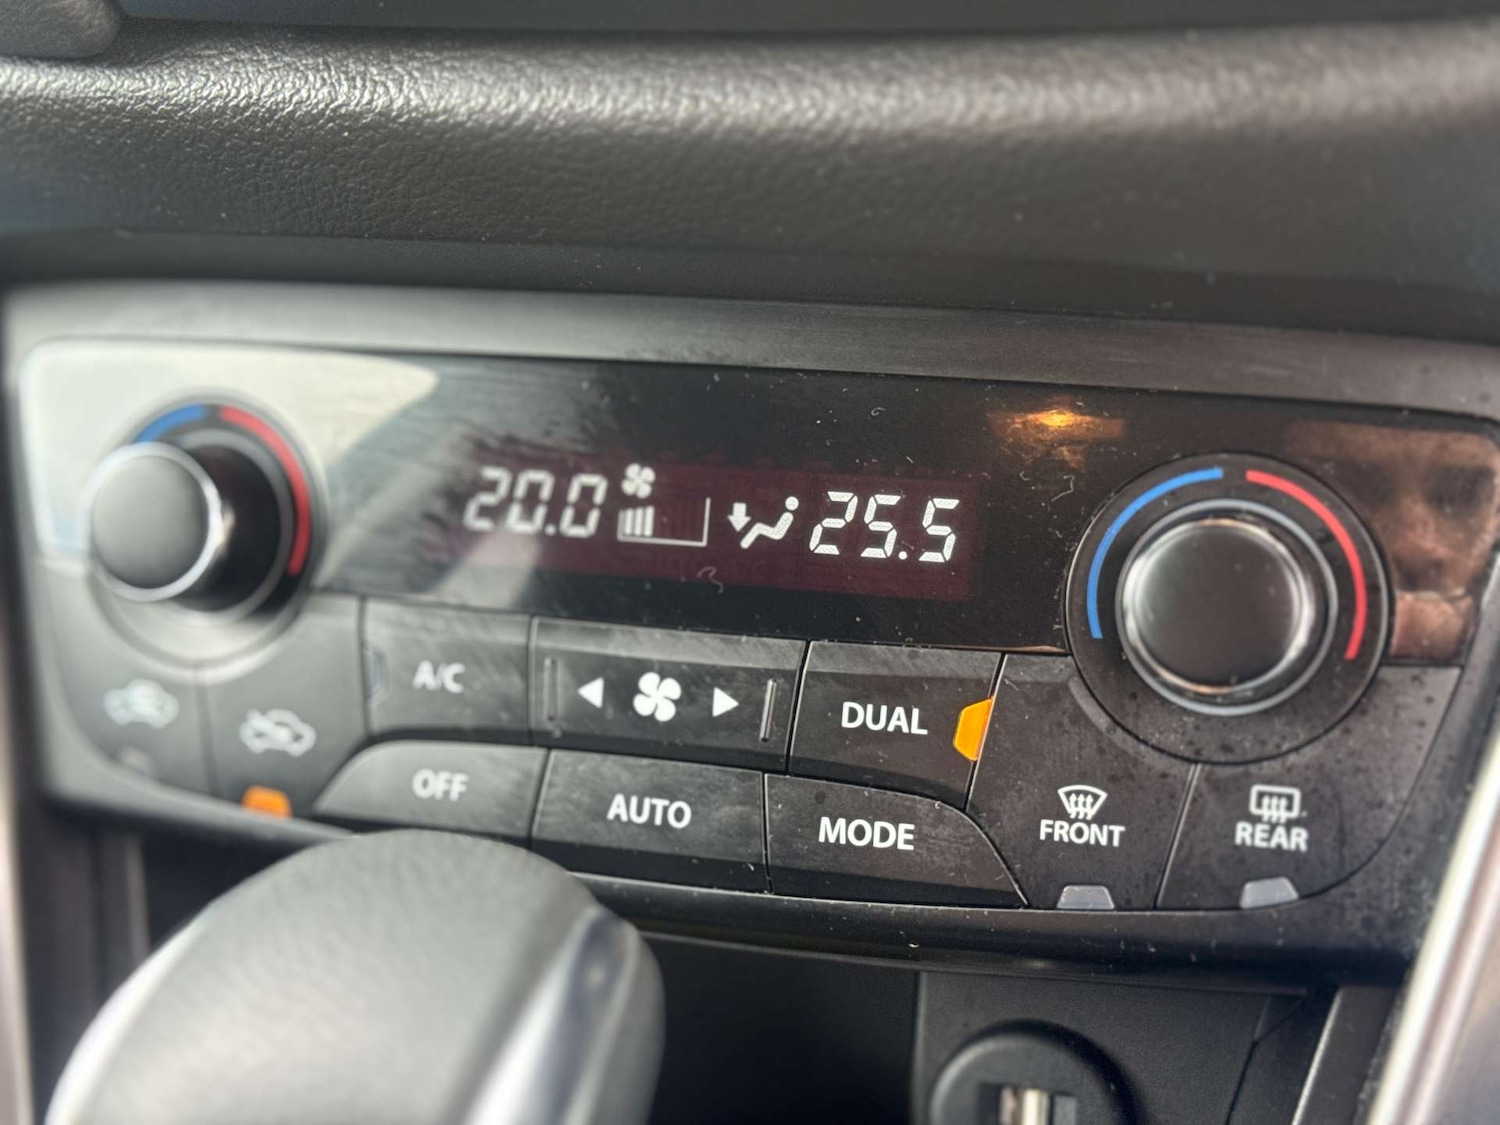 20.0 25.5
A/C
DUAL
OFF
AUTO
MODE
FRONT
REAR